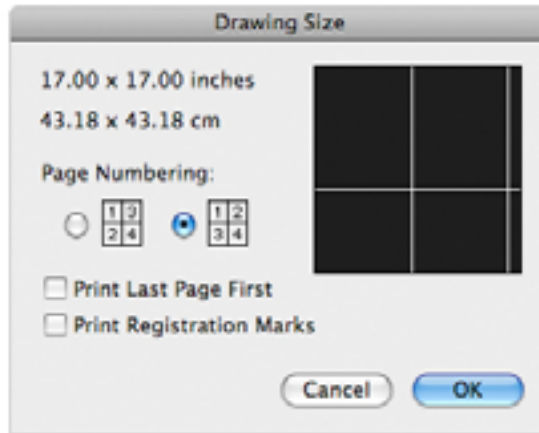 Drawing Size
17.00 x 17.00 inches
43.18 x 43.18 cm
Page Numbering:
1 3 1 2
2 4 3 4
Print Last Page First
Print Registration Marks
Cancel OK